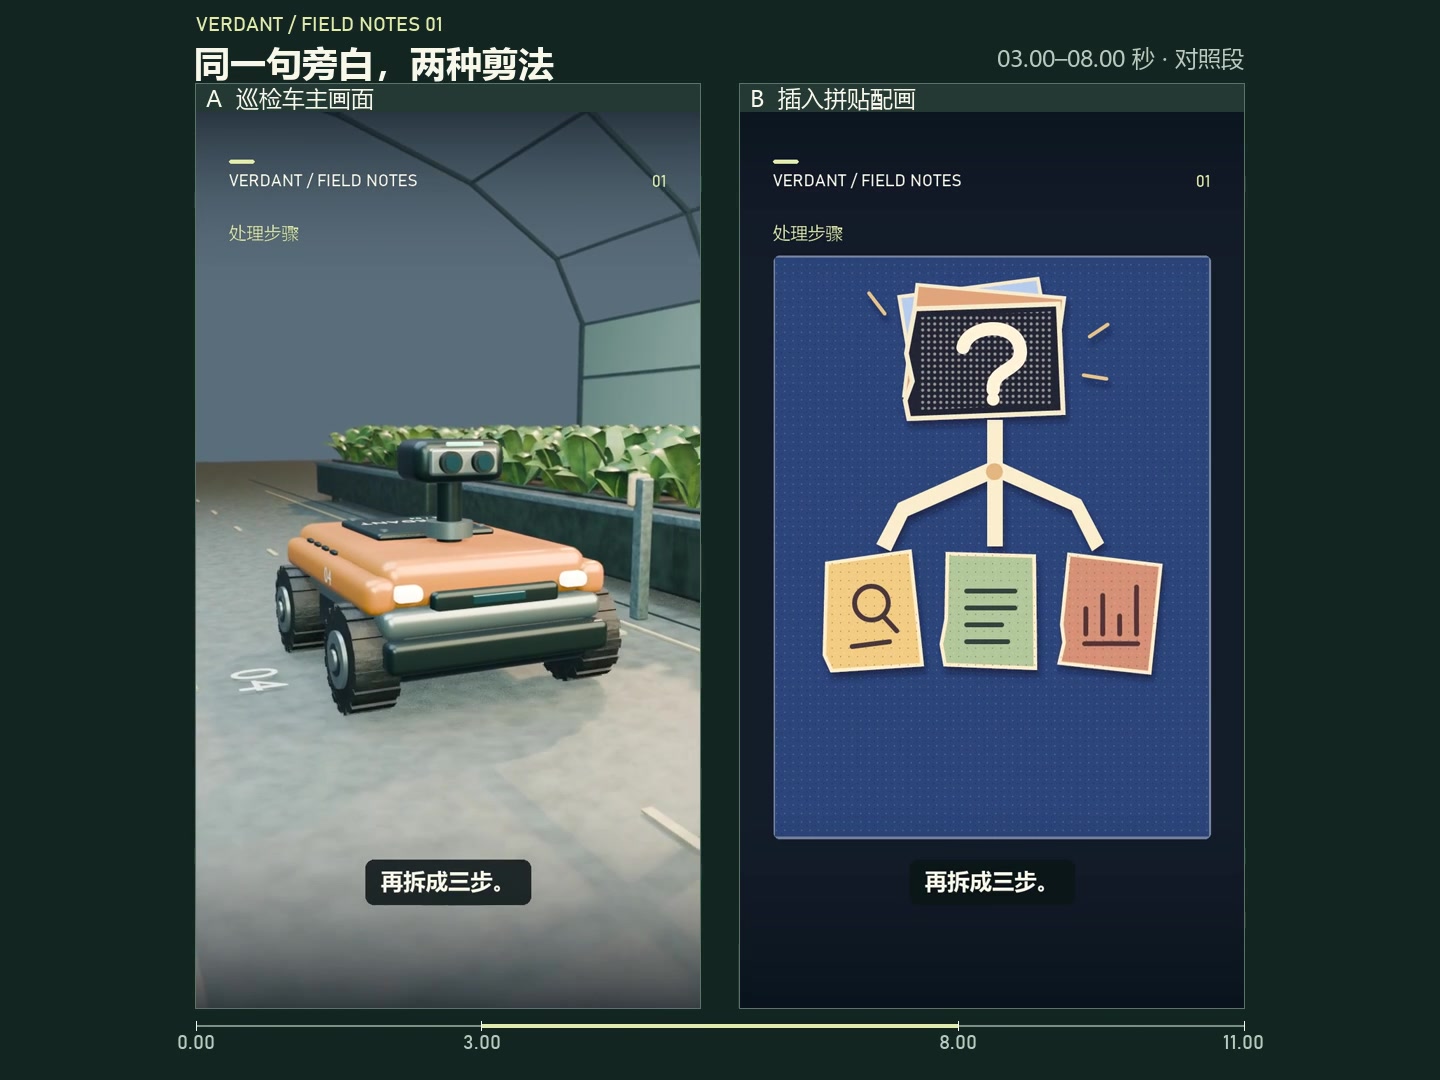 VERDANT / FIELD NOTES 01
同一句旁白，两种剪法
03.00–08.00 秒 · 对照段
A 巡检车主画面
VERDANT / FIELD NOTES 01
处理步骤
04
04
再拆成三步。
B 插入拼贴配画
VERDANT / FIELD NOTES 01
处理步骤
?
再拆成三步。
0.00 3.00 8.00 11.00